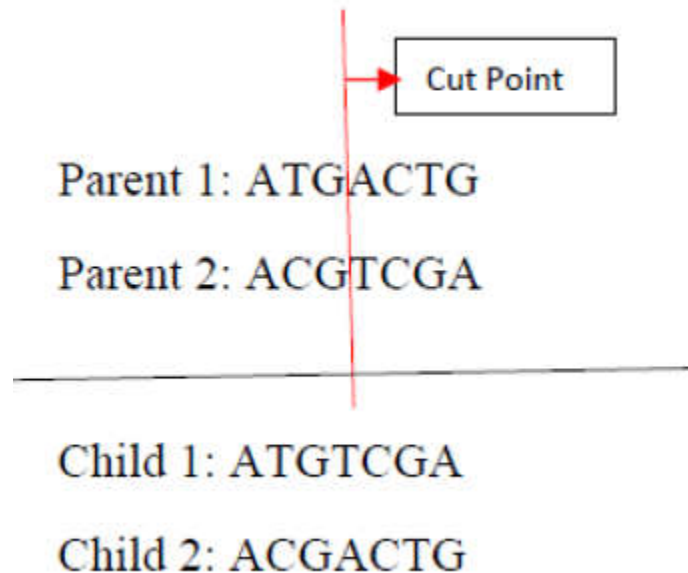 Cut Point
Parent 1: ATGACTG
Parent 2: ACGTCGA
Child 1: ATGTCGA
Child 2: ACGACTG